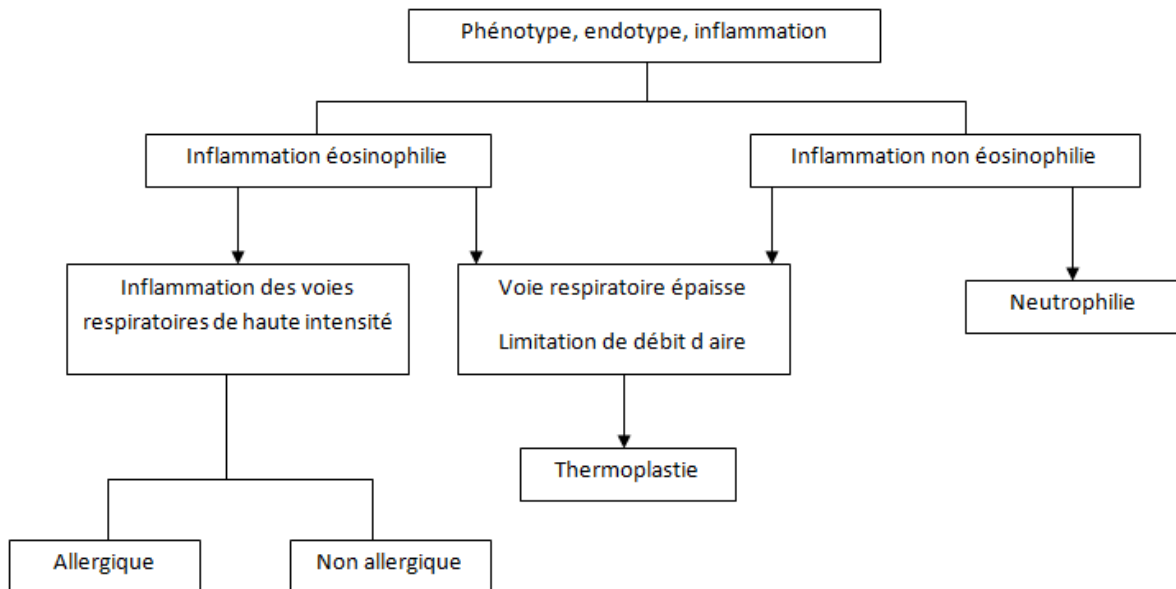 Phénotype, endotype, inflammation
Inflammation éosinophilie
Inflammation non éosinophilie
Inflammation des voies
respiratoires de haute intensité
Voie respiratoire épaisse
Limitation de débit d aire
Neutrophilie
Thermoplastie
Allergique
Non allergique